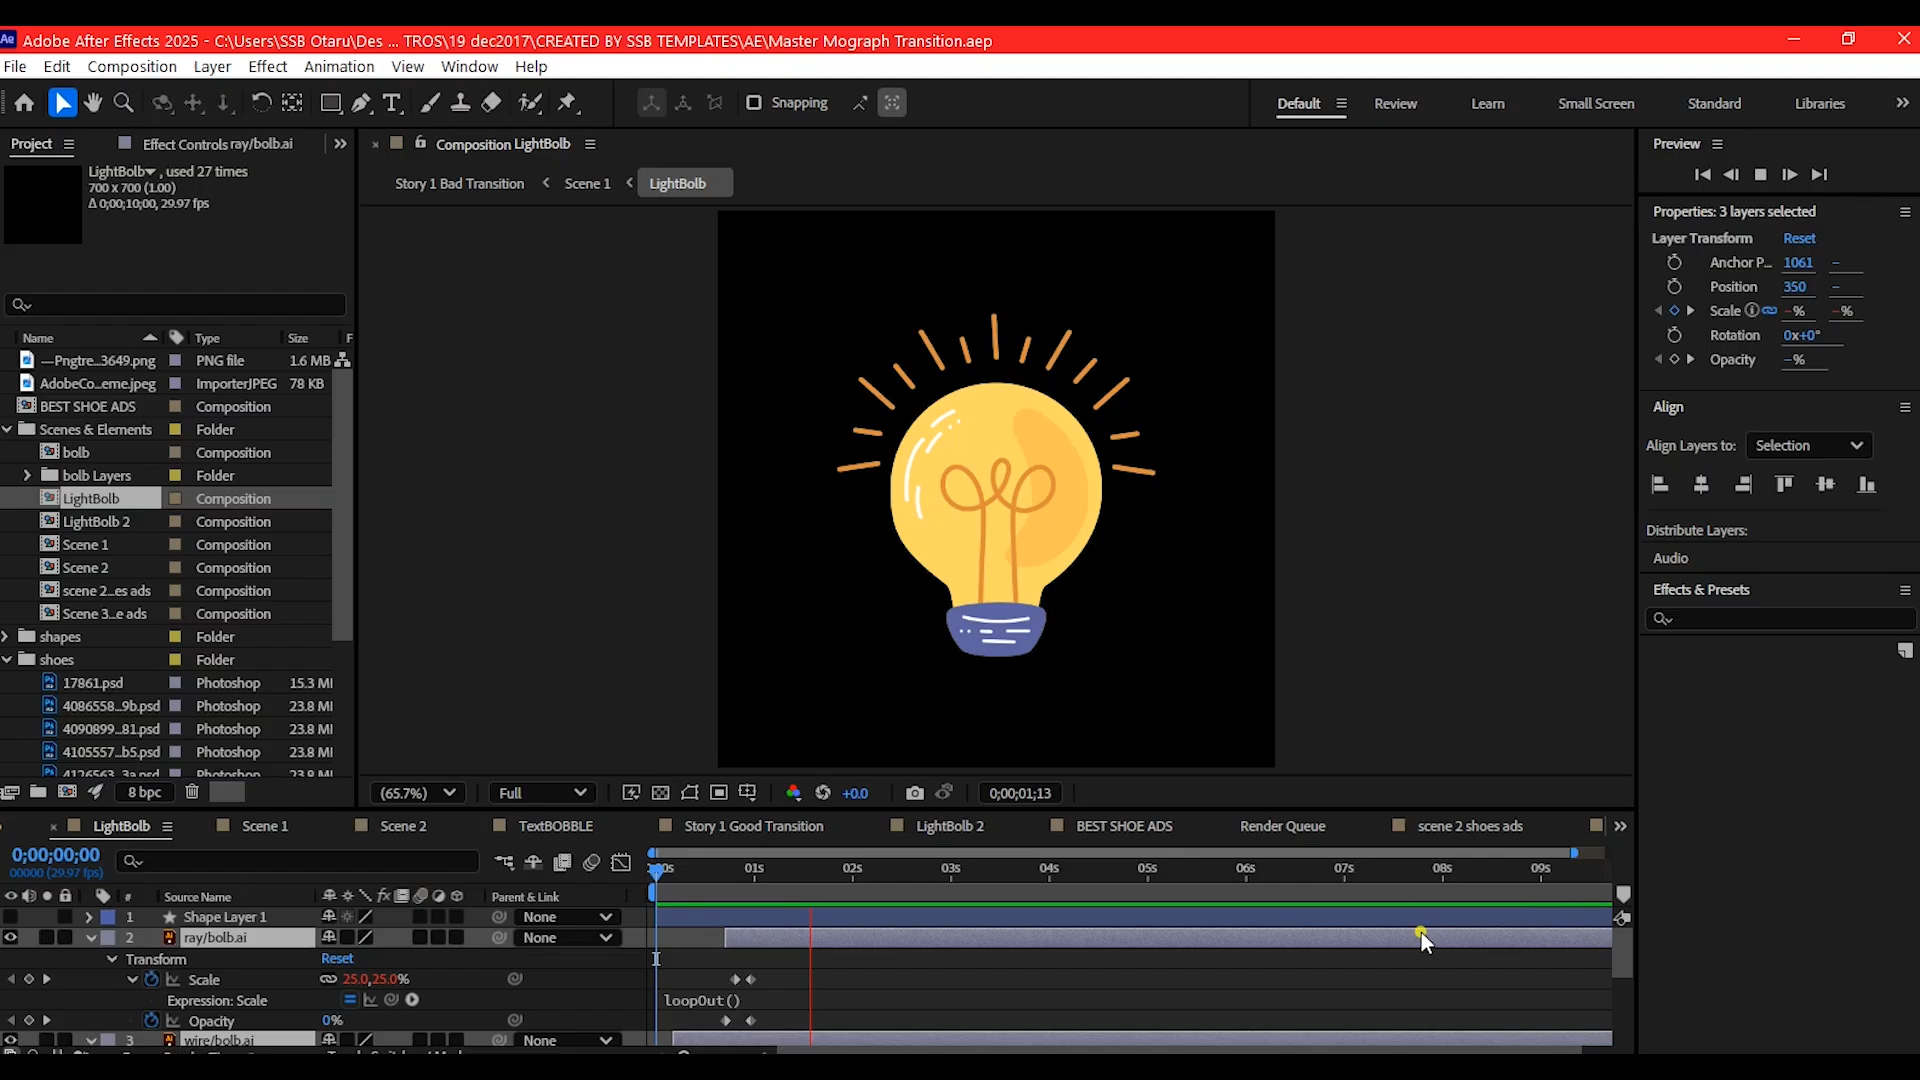 Ae Adobe After Effects 2025 - C:\Users\SSB Otaru\Des ... TROS\19 dec2017\CREATED BY SSB TEMPLATES\AE\Master Mograph Transition.aep
File Edit Composition Layer Effect Animation View Window Help
Snapping
Default Review Learn Small Screen Standard Libraries
Project Effect Controls ray/bolb.ai
Composition LightBolb
Preview
LightBolb , used 27 times
700 x 700 (1.00)
Δ 0;00;10;00, 29.97 fps
Story 1 Bad Transition Scene 1 LightBolb
Properties: 3 layers selected
Layer Transform Reset
Anchor P... 1061 –
Position 350 –
Scale –% –%
Rotation 0x+0°
Opacity –%
Align
Align Layers to: Selection
Distribute Layers:
Audio
Effects & Presets
Name Type Size F
—Pngtre...3649.png PNG file 1.6 MB
AdobeCo...eme.jpeg ImporterJPEG 78 KB
BEST SHOE ADS Composition
Scenes & Elements Folder
bolb Composition
bolb Layers Folder
LightBolb Composition
LightBolb 2 Composition
Scene 1 Composition
Scene 2 Composition
scene 2...es ads Composition
Scene 3...e ads Composition
shapes Folder
shoes Folder
17861.psd Photoshop 15.3 MI
4086558...9b.psd Photoshop 23.8 MI
4090899...81.psd Photoshop 23.8 MI
4105557...b5.psd Photoshop 23.8 MI
4126563...3a.psd Photoshop 23.8 MI
8 bpc
(65.7%) Full +0.0 0;00;01;13
LightBolb Scene 1 Scene 2 TextBOBBLE Story 1 Good Transition LightBolb 2 BEST SHOE ADS Render Queue scene 2 shoes ads
0;00;00;00
00000 (29.97 fps)
01s 02s 03s 04s 05s 06s 07s 08s 09s
# Source Name fx Parent & Link
1 Shape Layer 1 None
2 ray/bolb.ai None
Transform Reset
Scale 25.0,25.0%
Expression: Scale loopOut()
Opacity 0%
3 wire/bolb.ai None